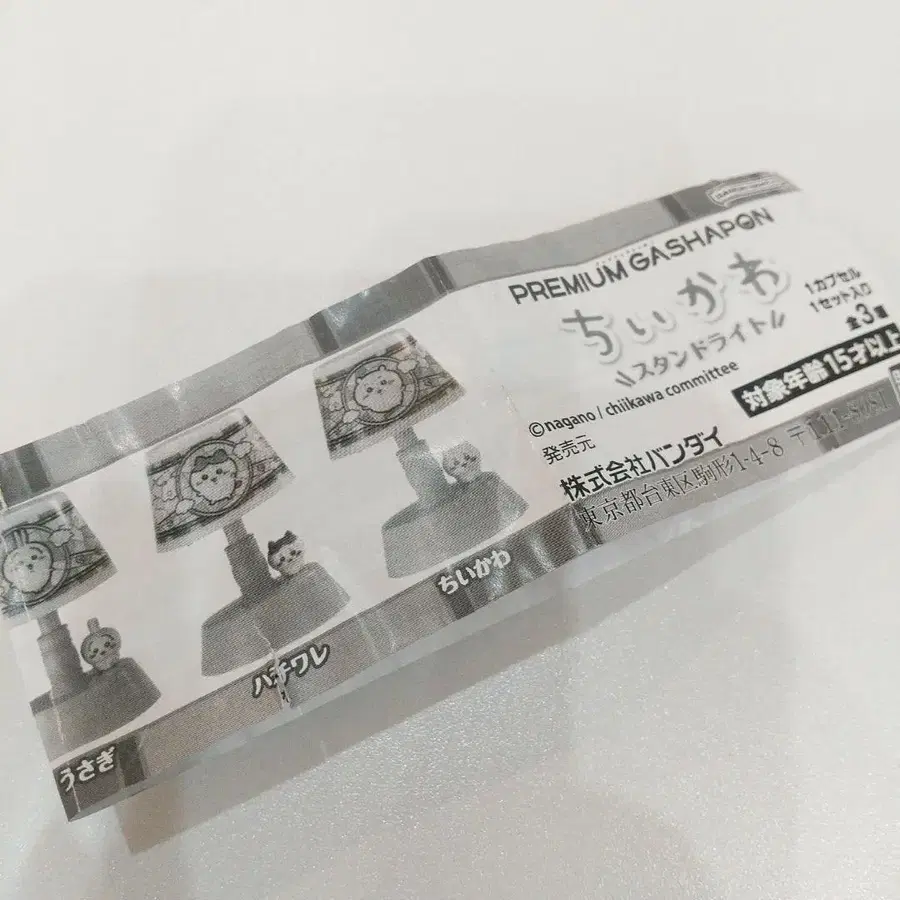 PREMIUM GASHAPON
ちいかわ
\\スタンドライト//
1カプセル
1セット入り
全3種
©nagano / chiikawa committee
対象年齢15才以上
発売元
株式会社バンダイ
東京都台東区駒形1-4-8 〒111-8081
ちいかわ
ハチワレ
うさぎ